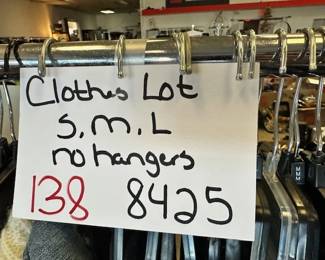 Clothes Lot
S, M, L
no hangers
138 8425